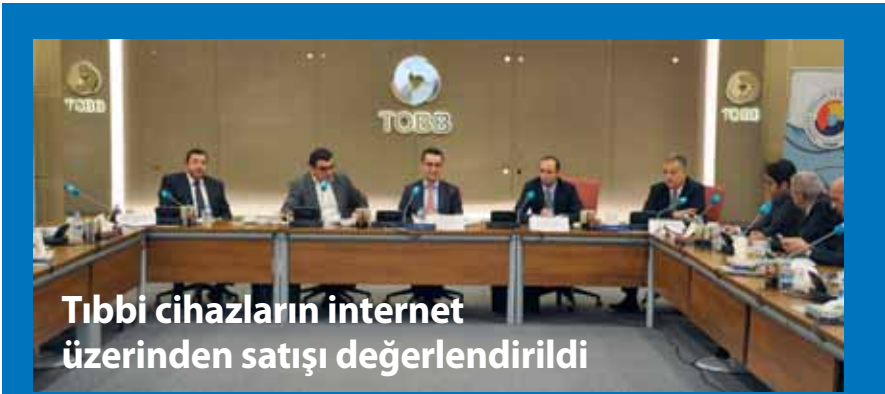 TOBB
TOBB
TOBB
Tıbbi cihazların internet
üzerinden satışı değerlendirildi